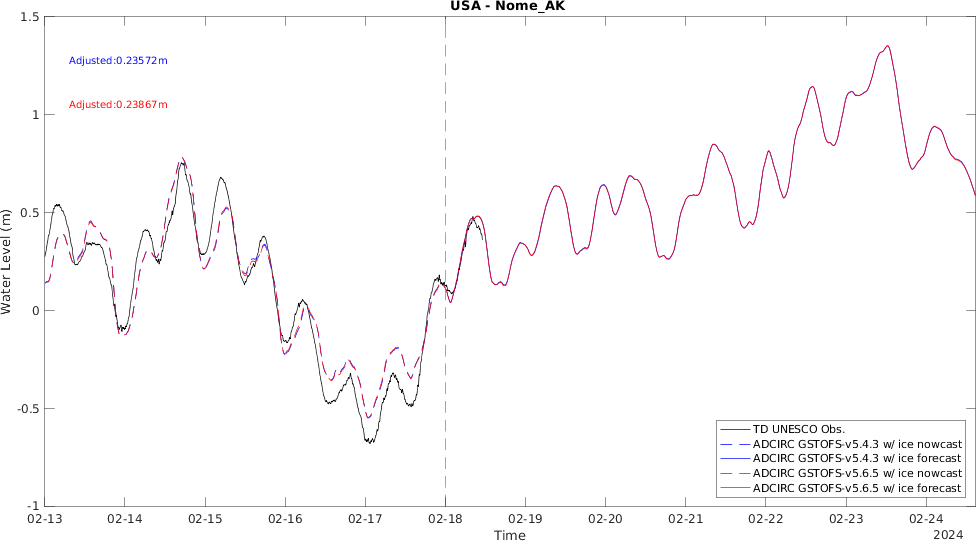 USA - Nome_AK
1.5
1
0.5
0
-0.5
-1
Water Level (m)
Adjusted:0.23572m
Adjusted:0.23867m
TD UNESCO Obs.
ADCIRC GSTOFS-v5.4.3 w/ ice nowcast
ADCIRC GSTOFS-v5.4.3 w/ ice forecast
ADCIRC GSTOFS-v5.6.5 w/ ice nowcast
ADCIRC GSTOFS-v5.6.5 w/ ice forecast
02-13 02-14 02-15 02-16 02-17 02-18 02-19 02-20 02-21 02-22 02-23 02-24
Time
2024